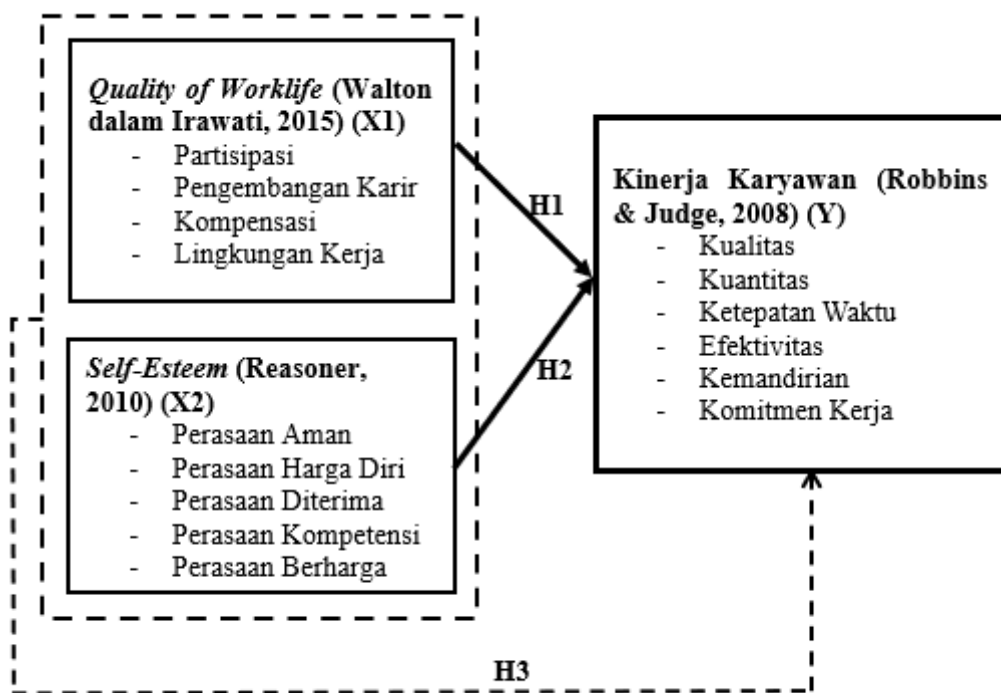 Quality of Worklife (Walton
dalam Irawati, 2015) (X1)
- Partisipasi
- Pengembangan Karir
- Kompensasi
- Lingkungan Kerja
Self-Esteem (Reasoner,
2010) (X2)
- Perasaan Aman
- Perasaan Harga Diri
- Perasaan Diterima
- Perasaan Kompetensi
- Perasaan Berharga
H1
H2
Kinerja Karyawan (Robbins
& Judge, 2008) (Y)
- Kualitas
- Kuantitas
- Ketepatan Waktu
- Efektivitas
- Kemandirian
- Komitmen Kerja
H3